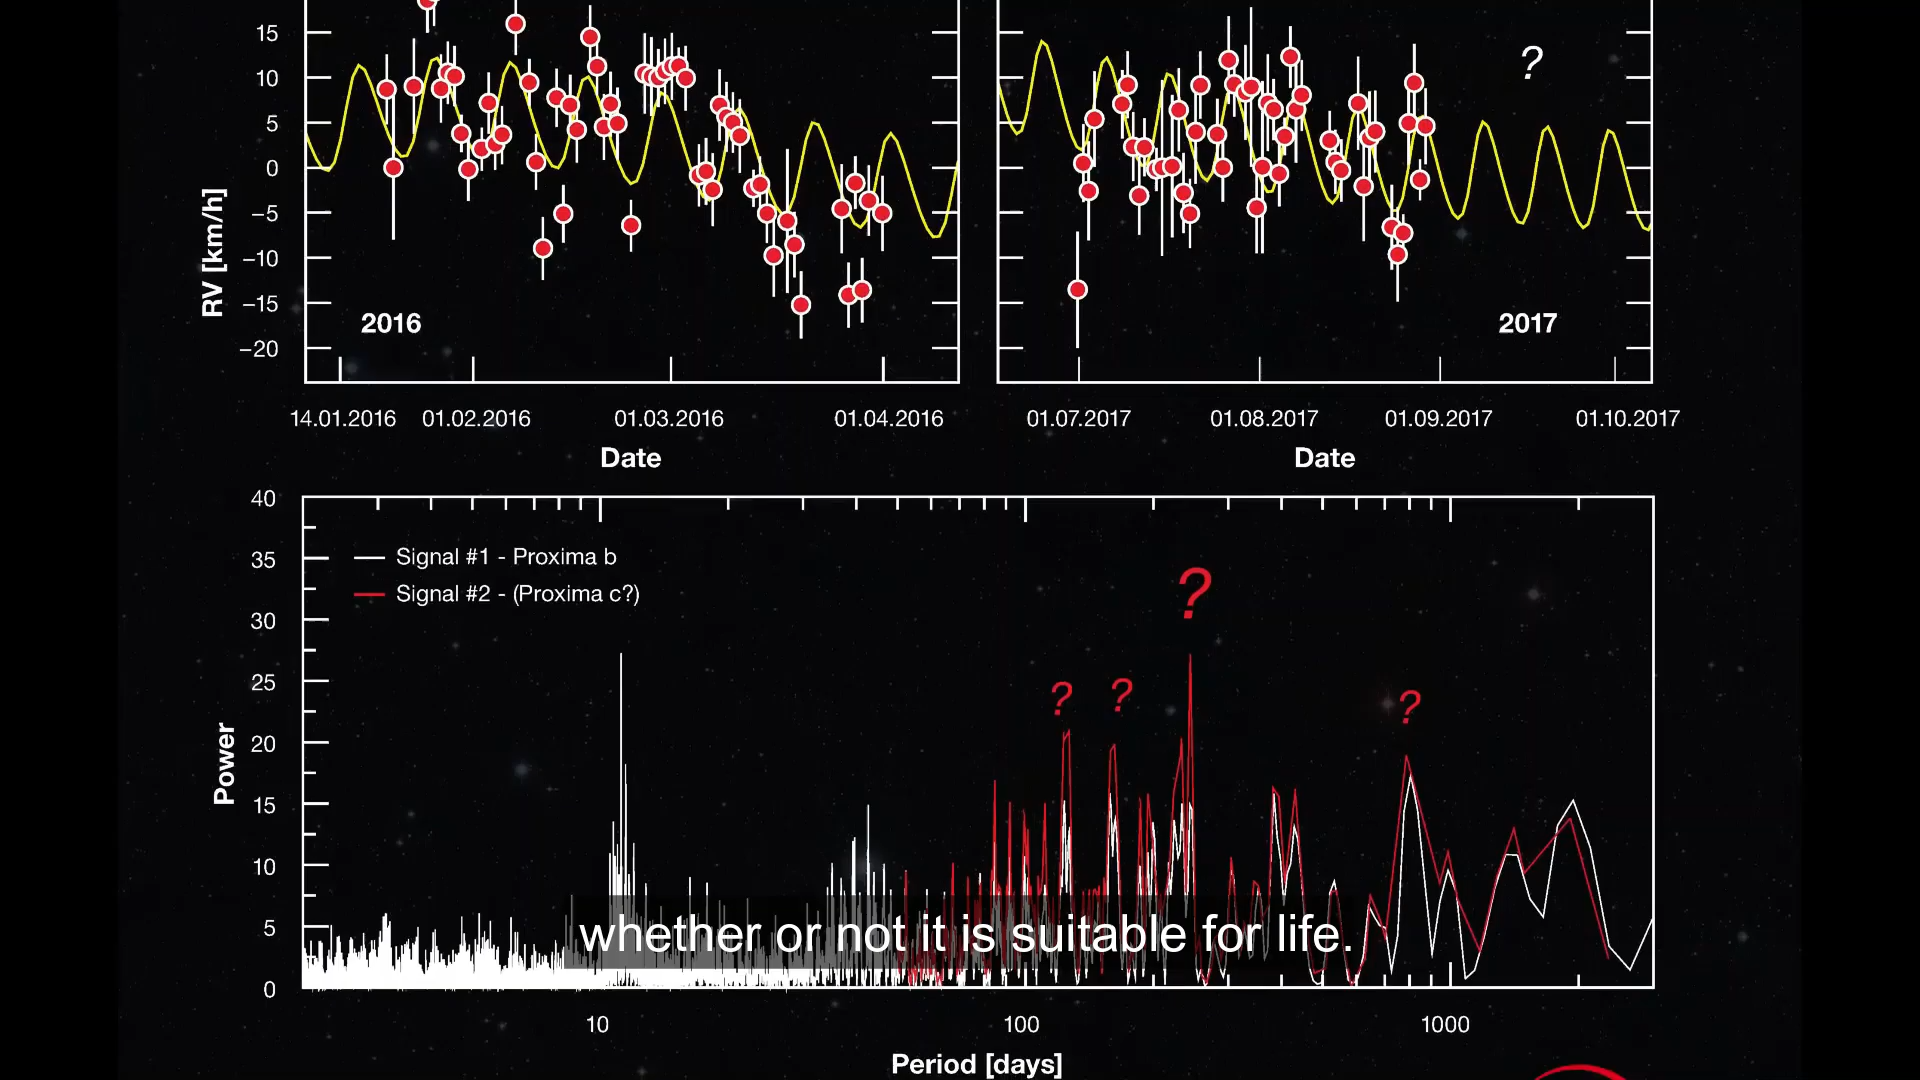 15
10
5
0
−5
−10
−15
−20
RV [km/h]
2016
14.01.2016 01.02.2016 01.03.2016 01.04.2016
Date
?
2017
01.07.2017 01.08.2017 01.09.2017 01.10.2017
Date
40
35
30
25
20
15
10
5
0
Power
Signal #1 - Proxima b
Signal #2 - (Proxima c?)
?
? ? ?
whether or not it is suitable for life.
10 100 1000
Period [days]